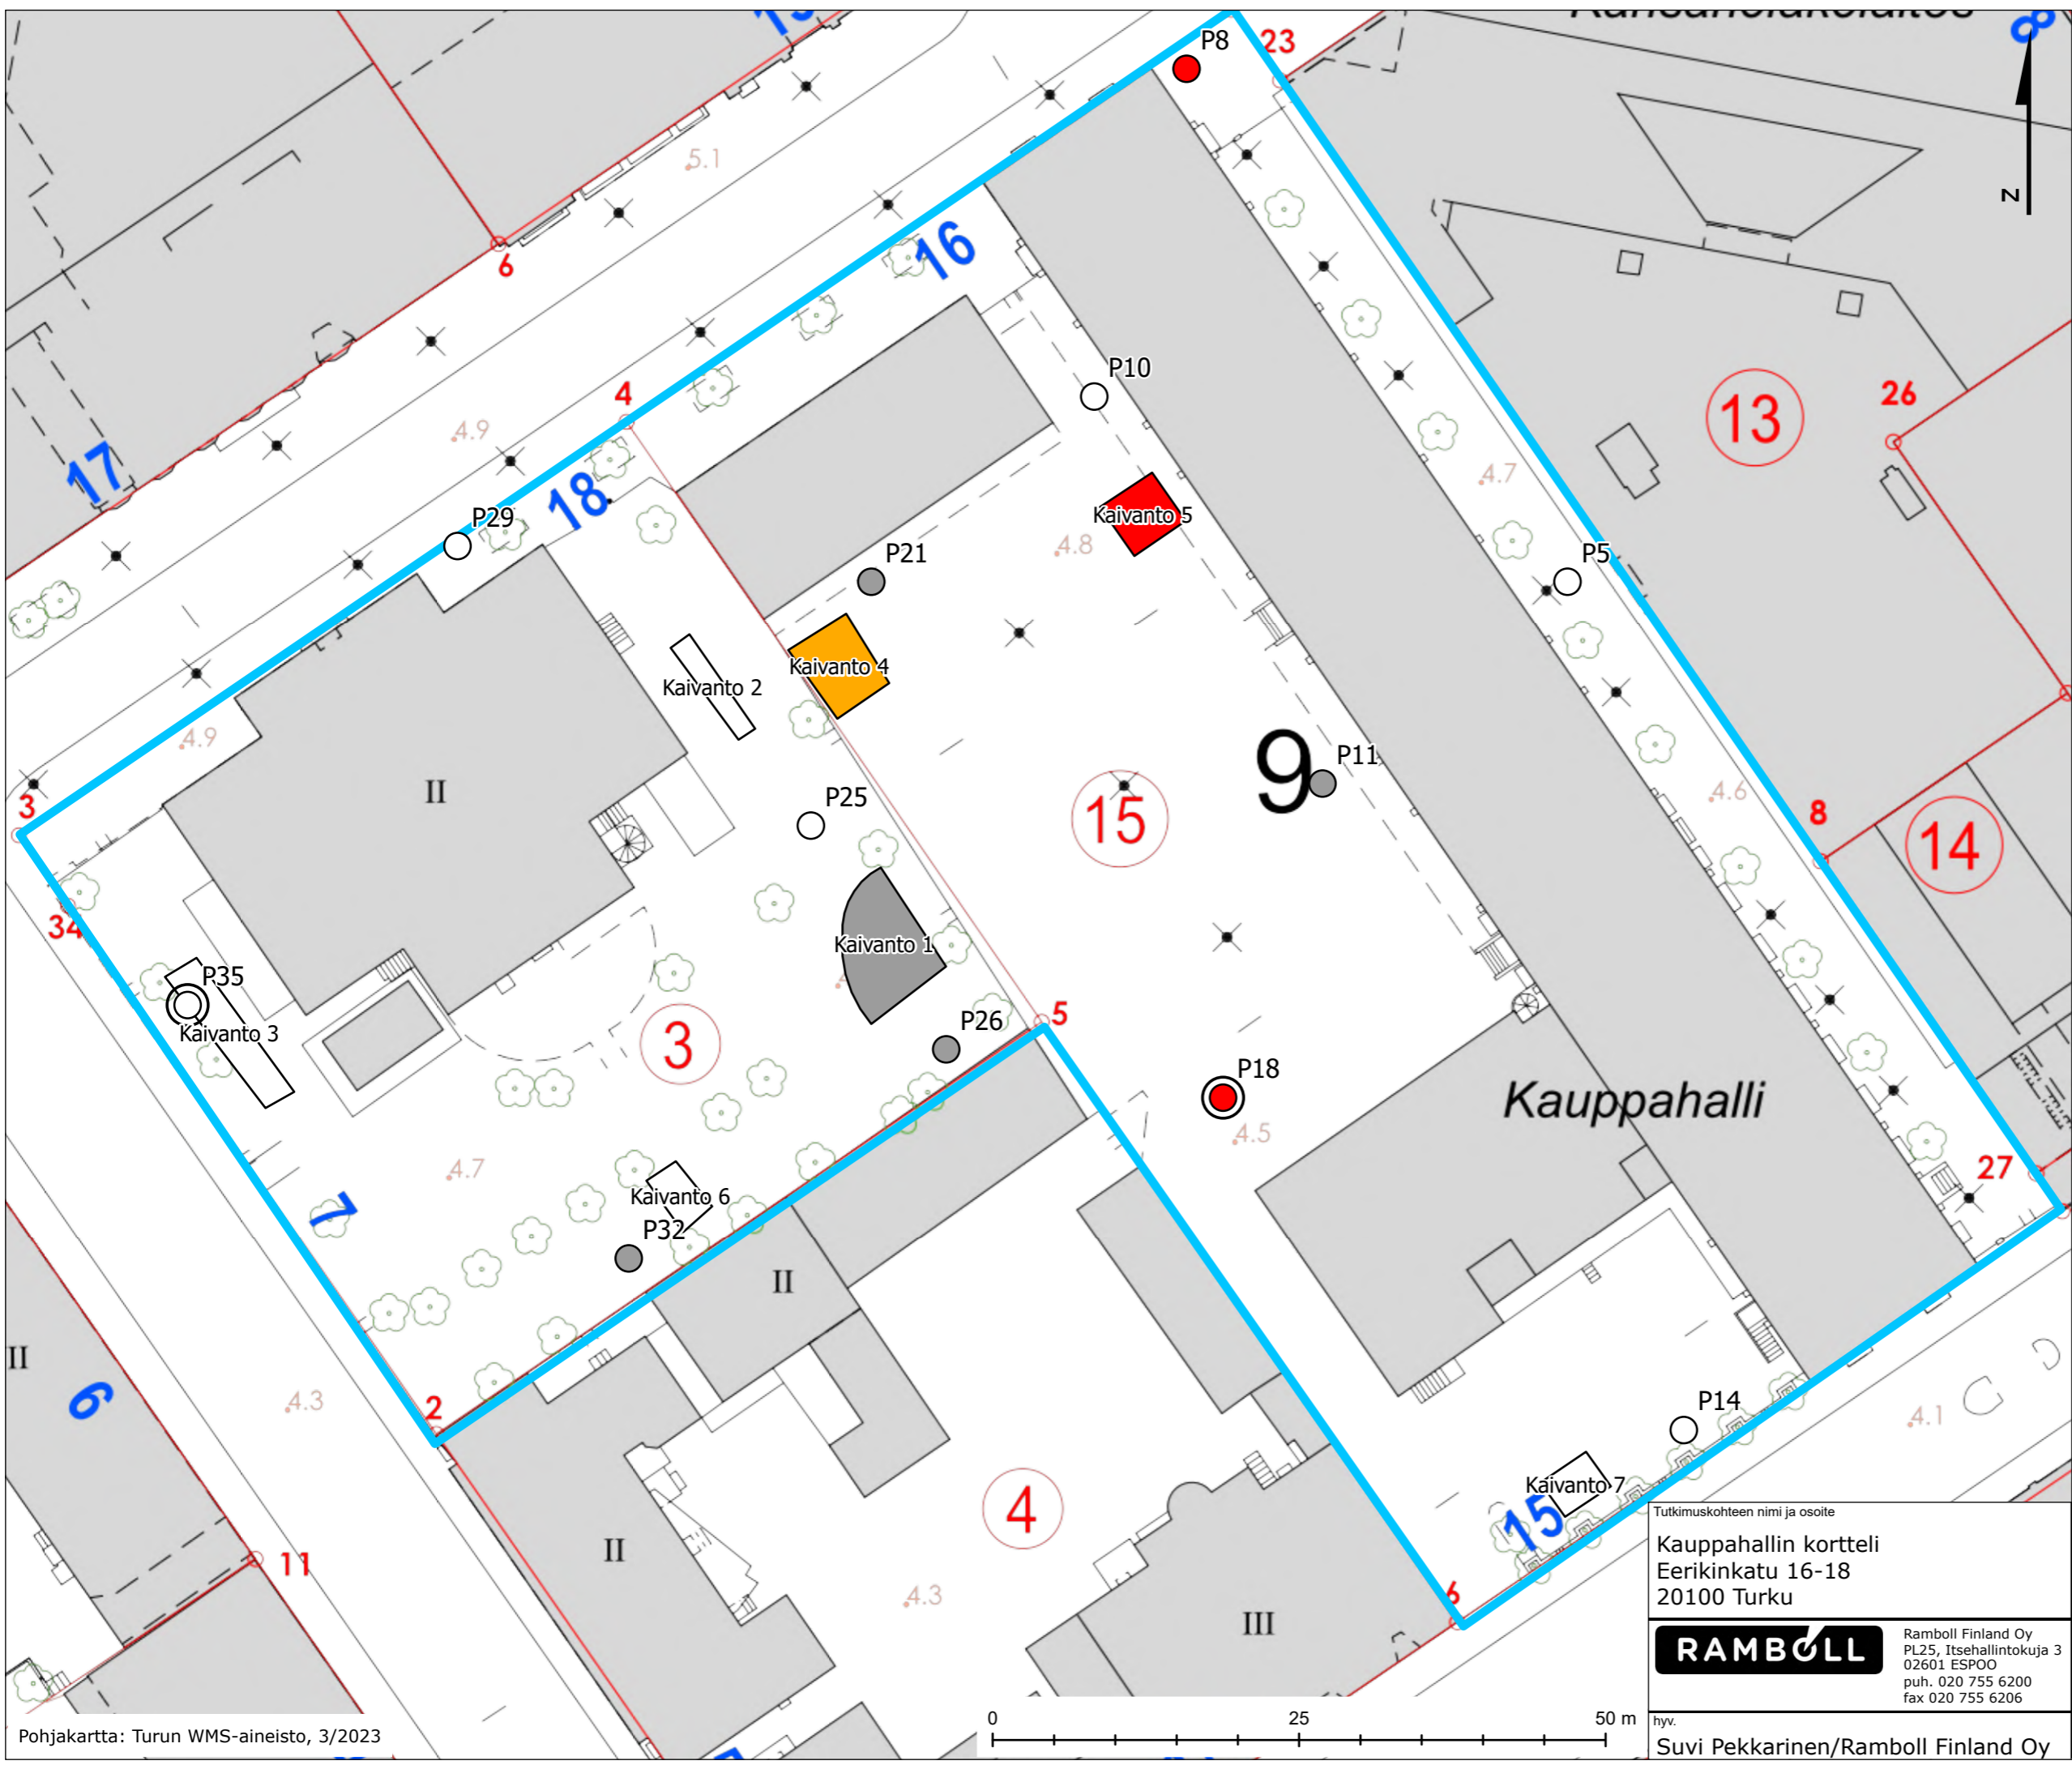 Kansanolakolaitos
8
P8
23
5.1
16
6
P10
4
26
13
4.9
17
18
4.7
P29
Kaivanto 5
P21
4.8
P5
Kaivanto 4
Kaivanto 2
4.9
9
P11
II
3
P25
15
4.6
8
14
34
Kaivanto 1
P35
5
P26
Kaivanto 3
3
P18
Kauppahalli
4.5
27
4.7
Kaivanto 6
7
P32
II
II
9
4.3
2
P14
4.1
Kaivanto 7
15
4
II
11
4.3
6
III
Tutkimuskohteen nimi ja osoite
Kauppahallin kortteli
Eerikinkatu 16-18
20100 Turku
RAMBOLL
Ramboll Finland Oy
PL25, Itsehallintokuja 3
02601 ESPOO
puh. 020 755 6200
fax 020 755 6206
hyv.
Suvi Pekkarinen/Ramboll Finland Oy
0 25 50 m
Pohjakartta: Turun WMS-aineisto, 3/2023
N